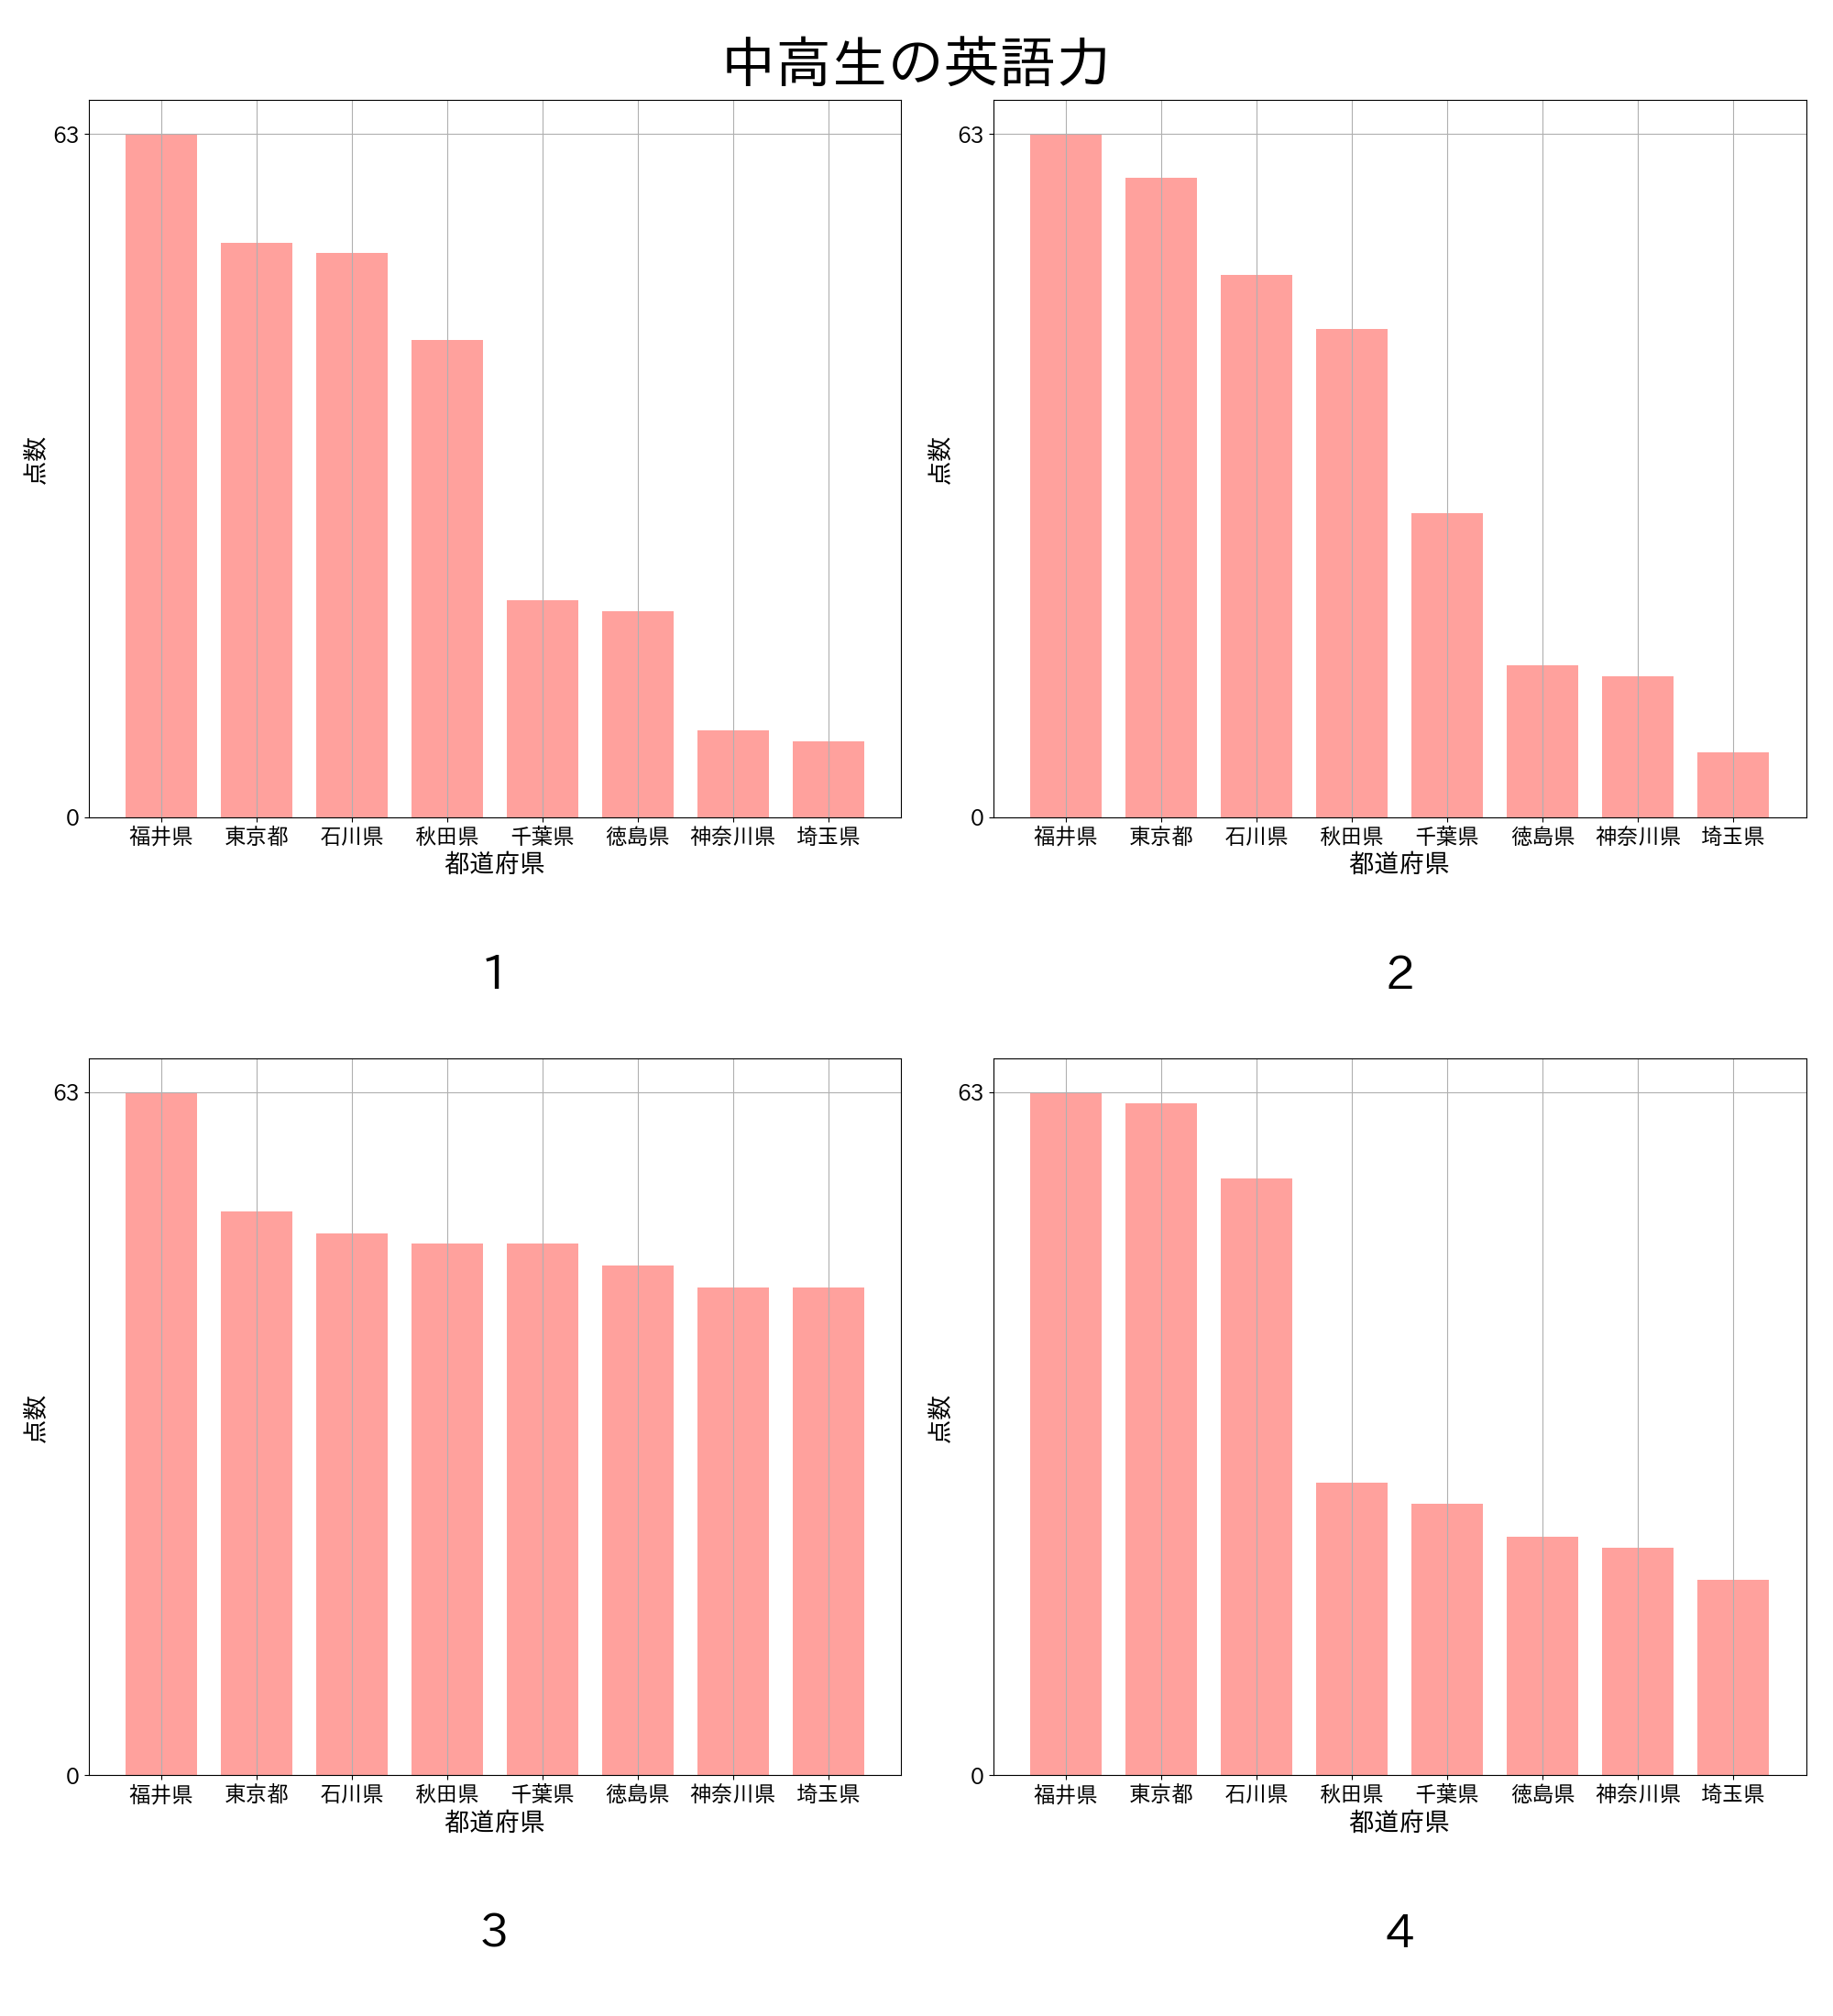 中高生の英語力
63
0
点数
福井県 東京都 石川県 秋田県 千葉県 徳島県 神奈川県 埼玉県
都道府県
1
63
0
点数
福井県 東京都 石川県 秋田県 千葉県 徳島県 神奈川県 埼玉県
都道府県
2
63
0
点数
福井県 東京都 石川県 秋田県 千葉県 徳島県 神奈川県 埼玉県
都道府県
3
63
0
点数
福井県 東京都 石川県 秋田県 千葉県 徳島県 神奈川県 埼玉県
都道府県
4